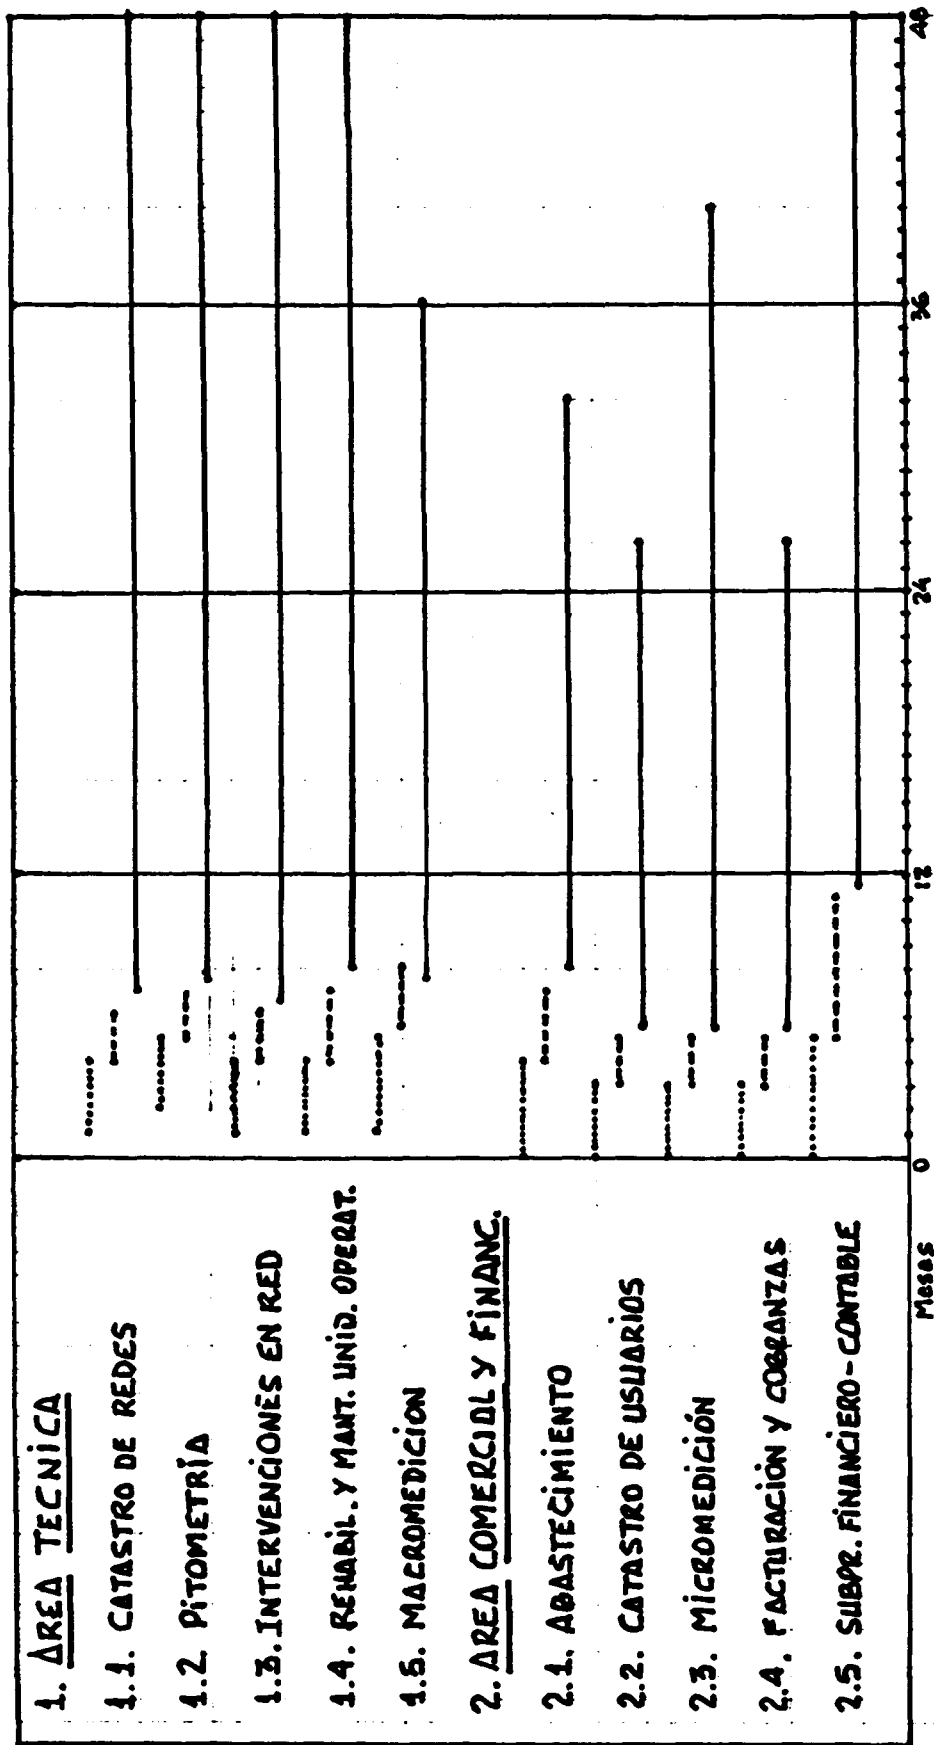 1. ÁREA TECNICA
1.1. CATASTRO DE REDES
1.2. PITOMETRÍA
1.3. INTERVENCIONES EN RED
1.4. REHABIL. Y MANT. UNID. OPERAT.
1.5. MACROMEDICIÓN
2. AREA COMERCIAL Y FINANC.
2.1. ABASTECIMIENTO
2.2. CATASTRO DE USUARIOS
2.3. MICROMEDICIÓN
2.4. FACTURACIÓN Y COBRANZAS
2.5. SUBPR. FINANCIERO-CONTABLE
Meses 0 12 24 36 48